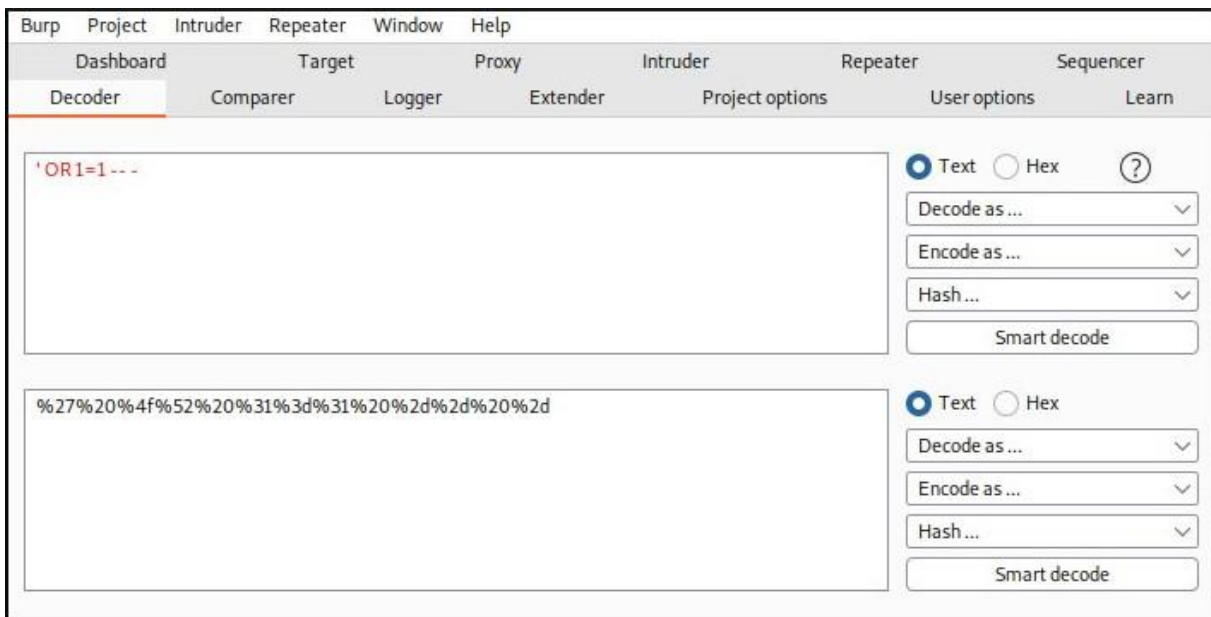 Burp Project Intruder Repeater Window Help
Dashboard Target Proxy Intruder Repeater Sequencer
Decoder Comparer Logger Extender Project options User options Learn
' OR 1=1 -- -
Text Hex ?
Decode as ...
Encode as ...
Hash ...
Smart decode
%27%20%4f%52%20%31%3d%31%20%2d%2d%20%2d
Text Hex
Decode as ...
Encode as ...
Hash ...
Smart decode